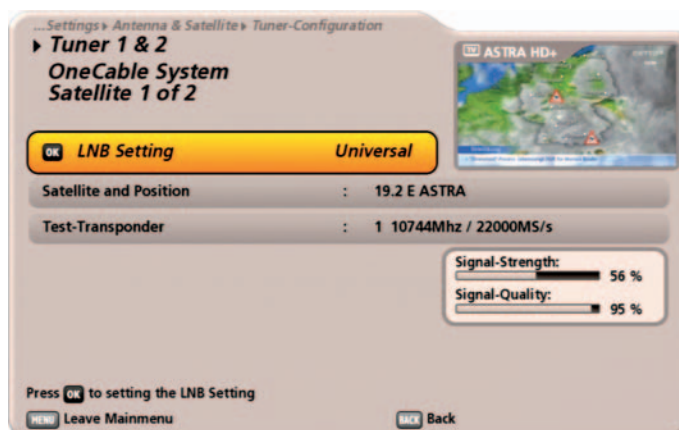 ...Settings▸ Antenna & Satellite▸ Tuner-Configuration
▸ Tuner 1 & 2
OneCable System
Satellite 1 of 2
TV ASTRA HD+
OK LNB Setting Universal
Satellite and Position : 19.2 E ASTRA
Test-Transponder : 1 10744Mhz / 22000MS/s
Signal-Strength:
56 %
Signal-Quality:
95 %
Press OK to setting the LNB Setting
MENU Leave Mainmenu BACK Back